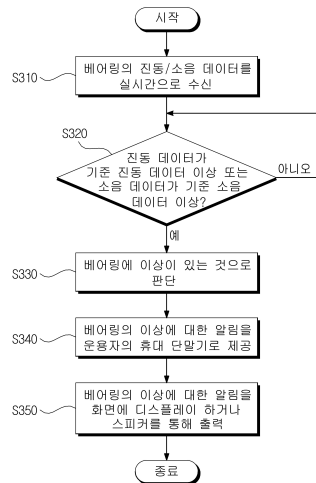 시작
S310
베어링의 진동/소음 데이터를
실시간으로 수신
S320
진동 데이터가
기준 진동 데이터 이상 또는
소음 데이터가 기준 소음
데이터 이상?
아니오
예
S330
베어링에 이상이 있는 것으로
판단
S340
베어링의 이상에 대한 알림을
운용자의 휴대 단말기로 제공
S350
베어링의 이상에 대한 알림을
화면에 디스플레이 하거나
스피커를 통해 출력
종료